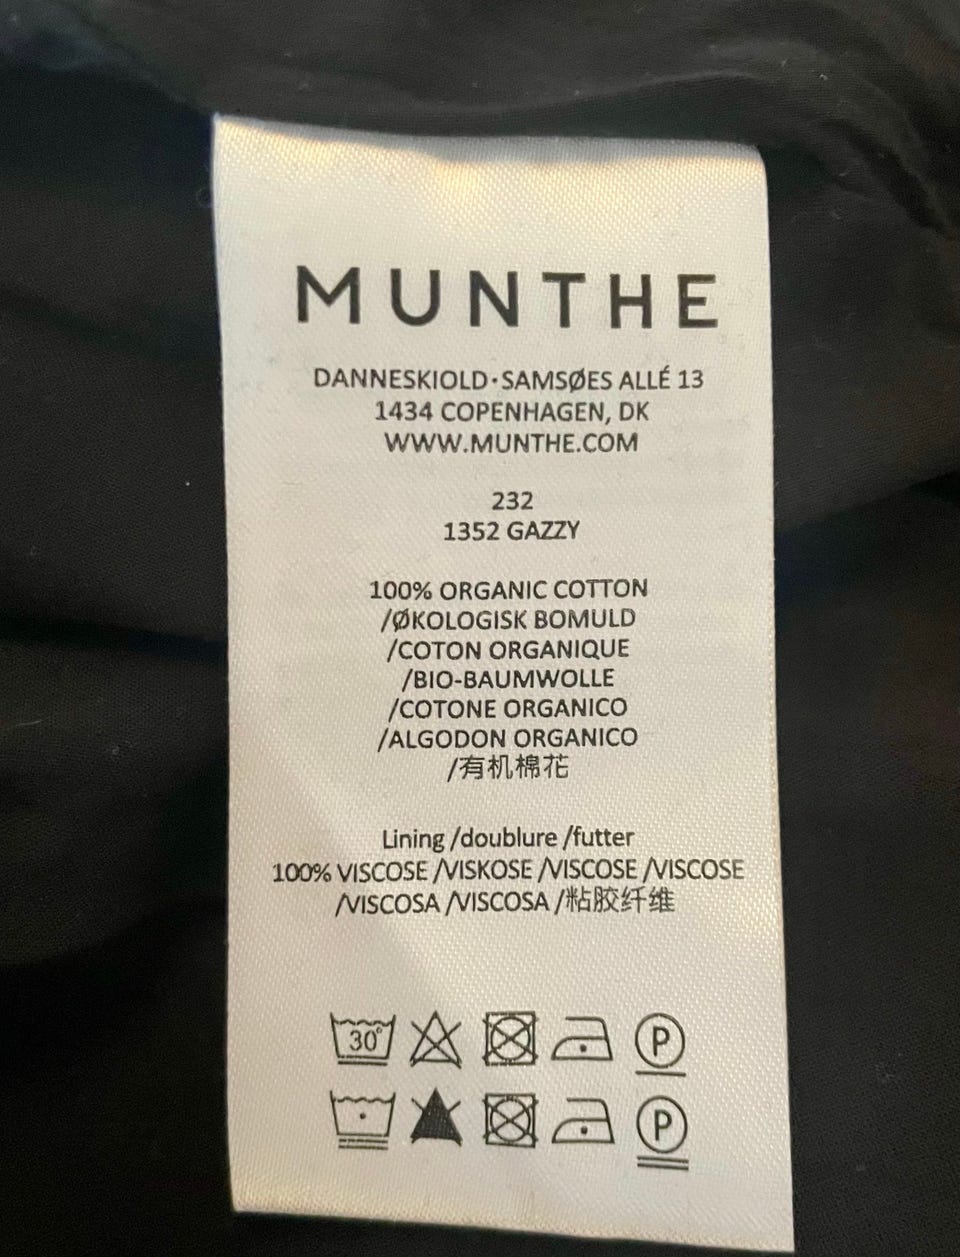 MUNTHE
DANNESKIOLD·SAMSØES ALLÉ 13
1434 COPENHAGEN, DK
WWW.MUNTHE.COM
232
1352 GAZZY
100% ORGANIC COTTON
/ØKOLOGISK BOMULD
/COTON ORGANIQUE
/BIO-BAUMWOLLE
/COTONE ORGANICO
/ALGODON ORGANICO
/有机棉花
Lining /doublure /futter
100% VISCOSE /VISKOSE /VISCOSE /VISCOSE
/VISCOSA /VISCOSA /粘胶纤维
30° P
P